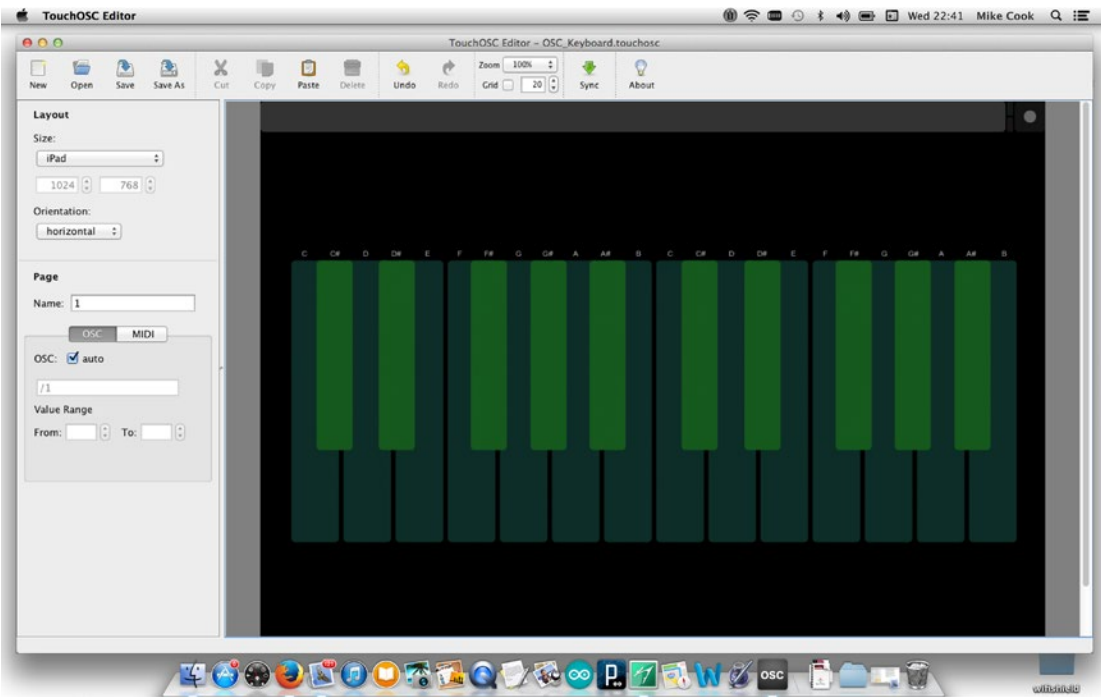 TouchOSC Editor Wed 22:41 Mike Cook
TouchOSC Editor – OSC_Keyboard.touchosc
Zoom 100%
Grid 20
New Open Save Save As Cut Copy Paste Delete Undo Redo Sync About
Layout
Size:
iPad
1024 768
Orientation:
horizontal
Page
Name: 1
OSC MIDI
OSC: auto
/1
Value Range
From: To:
C C# D D# E F F# G G# A A# B C C# D D# E F F# G G# A A# B
OSC
wifishield